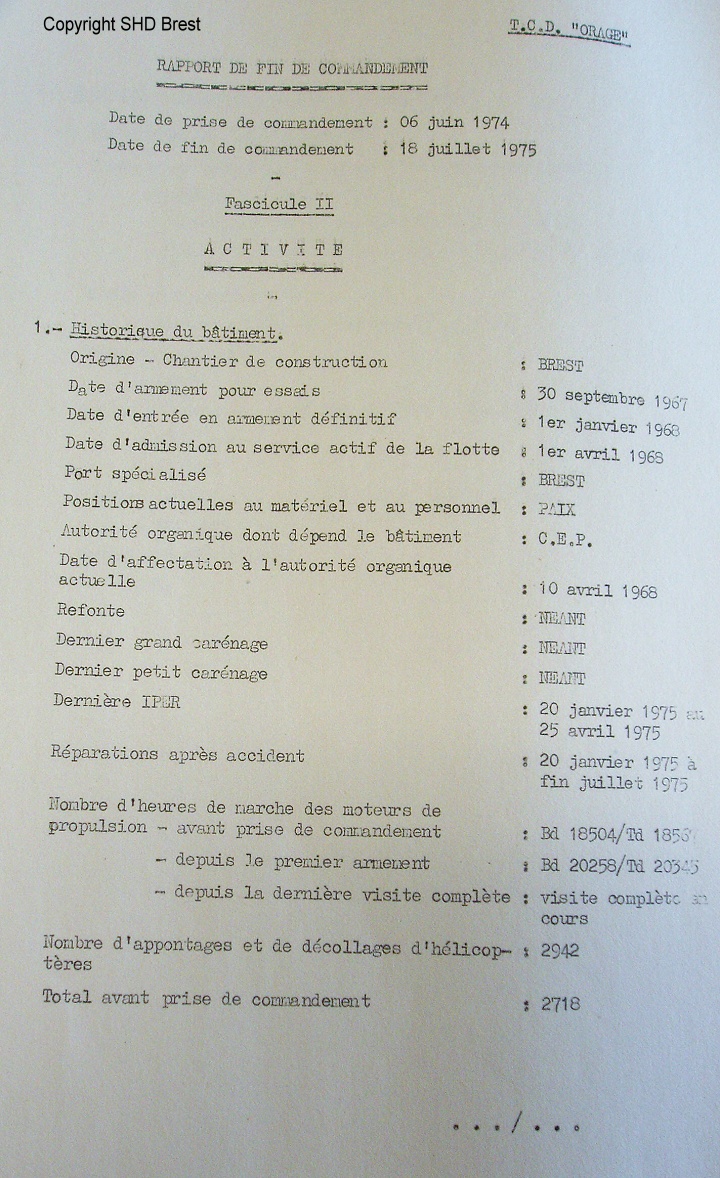 Copyright SHD Brest
T.C.D. "ORAGE"
RAPPORT DE FIN DE COMMANDEMENT
Date de prise de commandement : 06 juin 1974
Date de fin de commandement : 18 juillet 1975
-
Fascicule II
A C T I V I T E
1.- Historique du bâtiment.
Origine - Chantier de construction : BREST
Date d'armement pour essais : 30 septembre 1967
Date d'entrée en armement définitif : 1er janvier 1968
Date d'admission au service actif de la flotte : 1er avril 1968
Port spécialisé : BREST
Positions actuelles au matériel et au personnel : PAIX
Autorité organique dont dépend le bâtiment : C.E.P.
Date d'affectation à l'autorité organique
actuelle : 10 avril 1968
Refonte : NEANT
Dernier grand carénage : NEANT
Dernier petit carénage : NEANT
Dernière IPER : 20 janvier 1975 au
25 avril 1975
Réparations après accident : 20 janvier 1975 à
fin juillet 1975
Nombre d'heures de marche des moteurs de
propulsion - avant prise de commandement : Bd 18504/Td
- depuis le premier armement : Bd 20258/Td
- depuis la dernière visite complète : visite complète en
cours
Nombre d'appontages et de décollages d'hélicop- : 2942
tères
Total avant prise de commandement : 2718
.../...